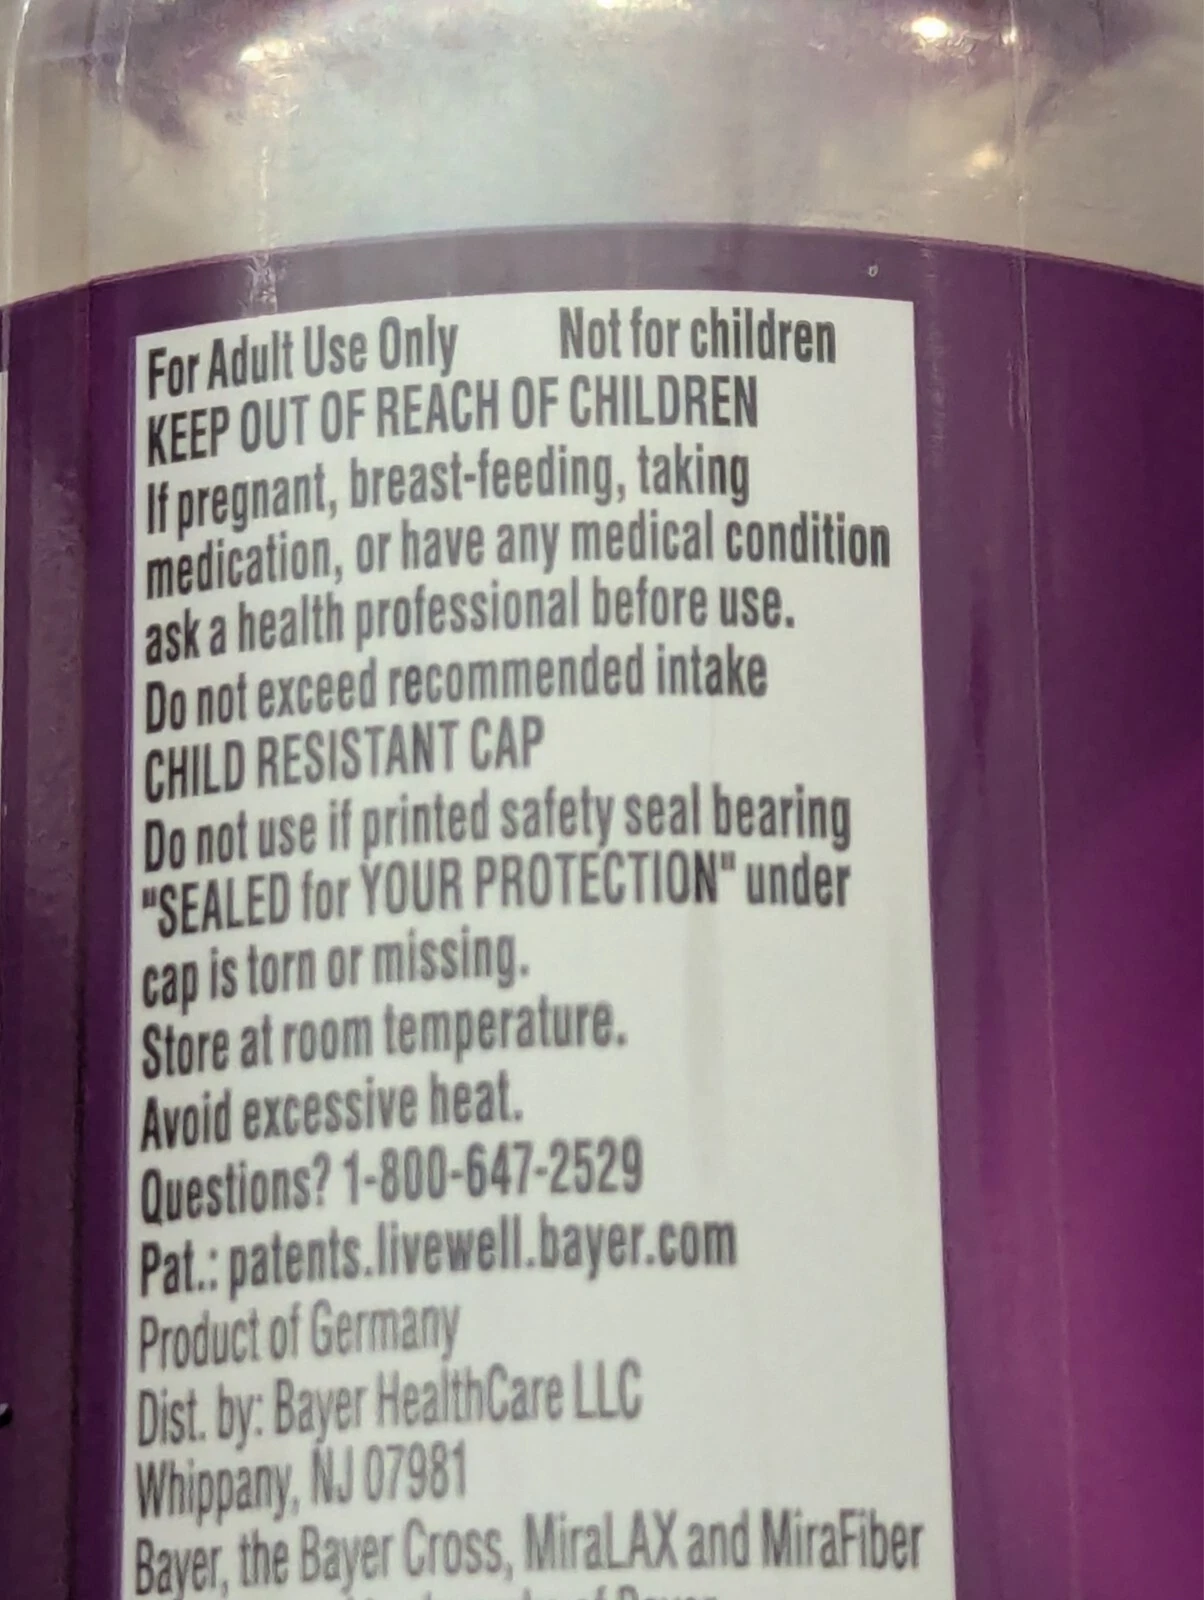 For Adult Use Only Not for children
KEEP OUT OF REACH OF CHILDREN
If pregnant, breast-feeding, taking
medication, or have any medical condition
ask a health professional before use.
Do not exceed recommended intake
CHILD RESISTANT CAP
Do not use if printed safety seal bearing
"SEALED for YOUR PROTECTION" under
cap is torn or missing.
Store at room temperature.
Avoid excessive heat.
Questions? 1-800-647-2529
Pat.: patents.livewell.bayer.com
Product of Germany
Dist. by: Bayer HealthCare LLC
Whippany, NJ 07981
Bayer, the Bayer Cross, MiraLAX and MiraFiber